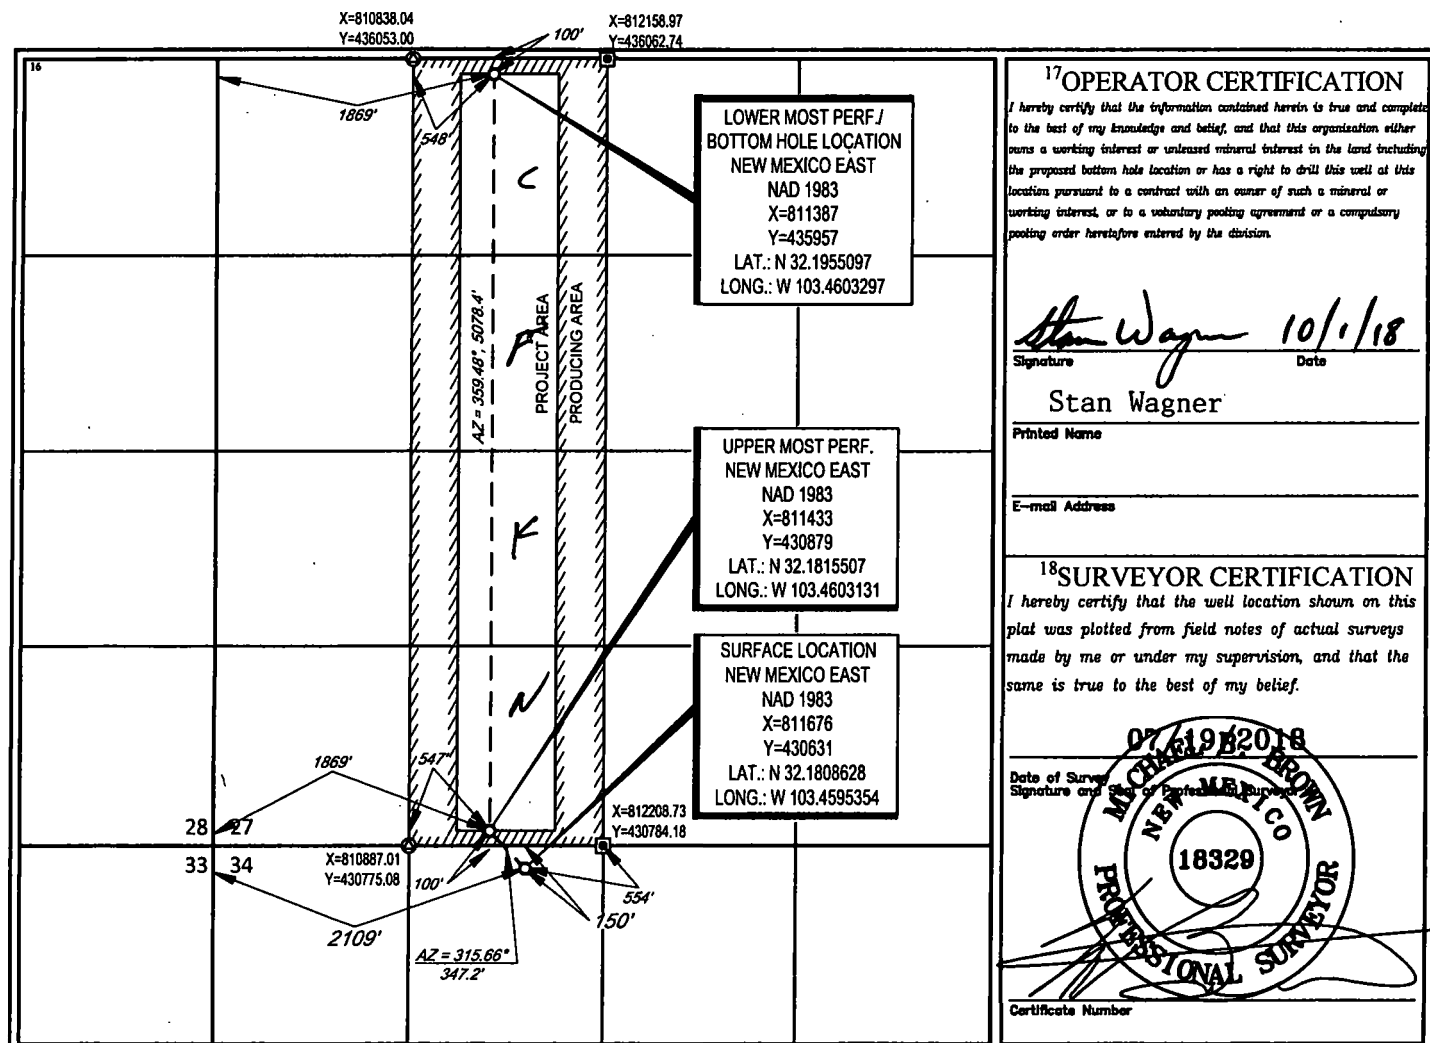 X=810838.04
Y=436053.00
X=812158.97
Y=436062.74
100'
16
1869'
548'
LOWER MOST PERF./
BOTTOM HOLE LOCATION
NEW MEXICO EAST
NAD 1983
X=811387
Y=435957
LAT.: N 32.1955097
LONG.: W 103.4603297
C
F
K
N
AZ = 359.48°, 5078.4'
PROJECT AREA
PRODUCING AREA
UPPER MOST PERF.
NEW MEXICO EAST
NAD 1983
X=811433
Y=430879
LAT.: N 32.1815507
LONG.: W 103.4603131
SURFACE LOCATION
NEW MEXICO EAST
NAD 1983
X=811676
Y=430631
LAT.: N 32.1808628
LONG.: W 103.4595354
1869'
547'
28 27
33 34
X=810887.01
Y=430775.08
X=812208.73
Y=430784.18
100'
554'
150'
2109'
AZ = 315.66°
347.2'
17 OPERATOR CERTIFICATION
I hereby certify that the information contained herein is true and complete
to the best of my knowledge and belief, and that this organization either
owns a working interest or unleased mineral interest in the land including
the proposed bottom hole location or has a right to drill this well at this
location pursuant to a contract with an owner of such a mineral or
working interest, or to a voluntary pooling agreement or a compulsory
pooling order heretofore entered by the division.
Stan Wagner 10/1/18
Signature Date
Stan Wagner
Printed Name
E-mail Address
18 SURVEYOR CERTIFICATION
I hereby certify that the well location shown on this
plat was plotted from field notes of actual surveys
made by me or under my supervision, and that the
same is true to the best of my belief.
07/19/2018
Date of Survey
Signature and Seal of Professional Surveyor
MICHAEL B. BROWN
NEW MEXICO
18329
PROFESSIONAL SURVEYOR
Certificate Number